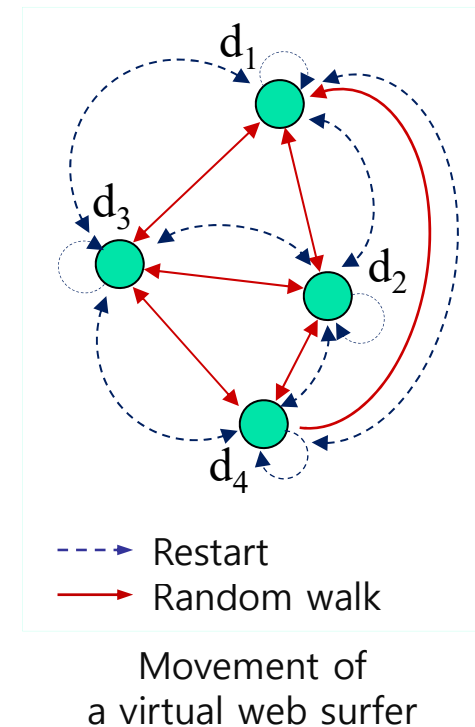 d1
d3
d2
d4
Restart
Random walk
Movement of
a virtual web surfer